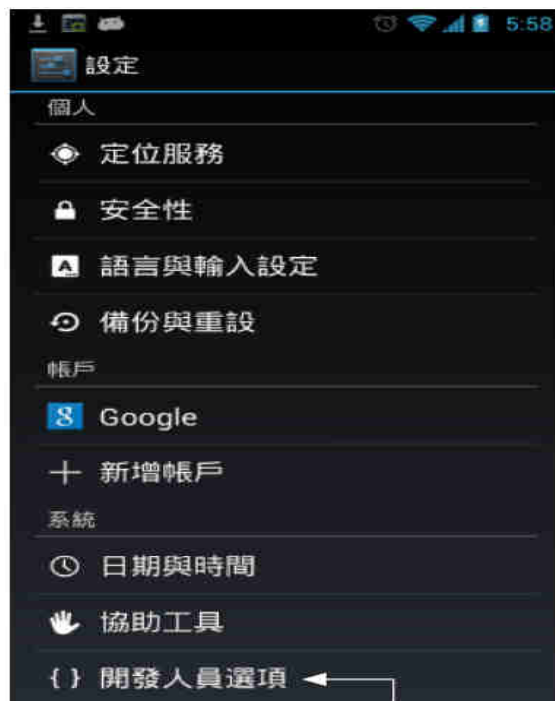 5:58
設定
個人
定位服務
安全性
語言與輸入設定
備份與重設
帳戶
Google
新增帳戶
系統
日期與時間
協助工具
{ } 開發人員選項